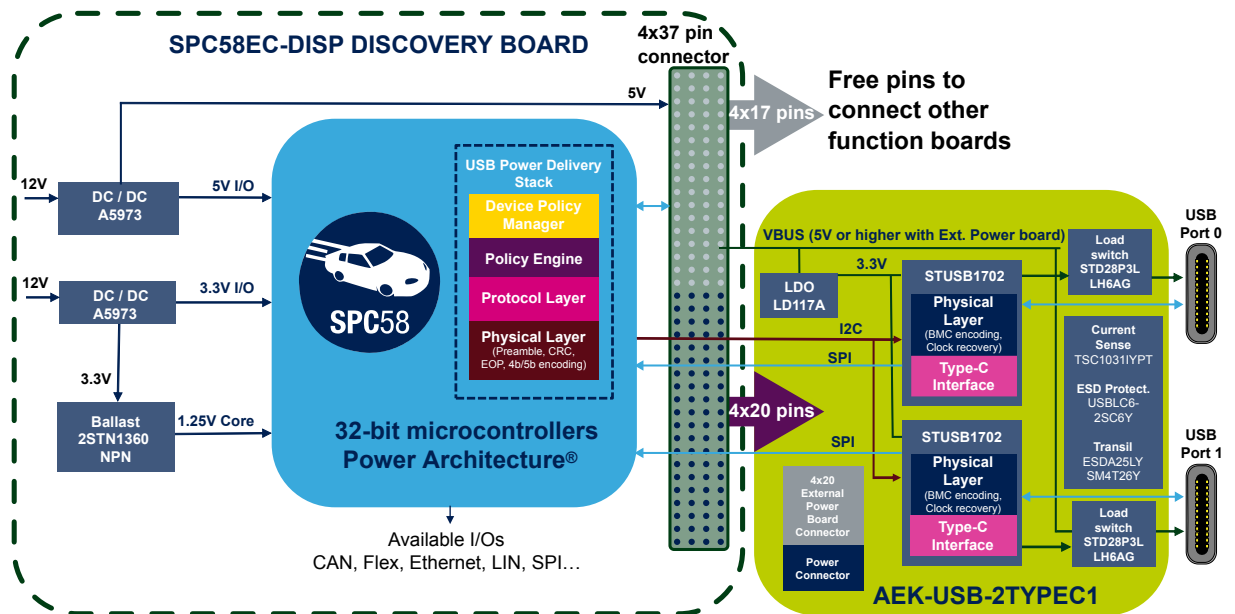 SPC58EC-DISP DISCOVERY BOARD
4x37 pin
connector
5V
4x17 pins
Free pins to
connect other
function boards
12V
DC / DC
A5973
5V I/O
12V
DC / DC
A5973
3.3V I/O
3.3V
Ballast
2STN1360
NPN
1.25V Core
SPC58
USB Power Delivery
Stack
Device Policy
Manager
Policy Engine
Protocol Layer
Physical Layer
(Preamble, CRC,
EOP, 4b/5b encoding)
32-bit microcontrollers
Power Architecture®
Available I/Os
CAN, Flex, Ethernet, LIN, SPI…
4x20 pins
VBUS (5V or higher with Ext. Power board)
3.3V
LDO
LD117A
I2C
SPI
SPI
STUSB1702
Physical
Layer
(BMC encoding,
Clock recovery)
Type-C
Interface
STUSB1702
Physical
Layer
(BMC encoding,
Clock recovery)
Type-C
Interface
Load
switch
STD28P3L
LH6AG
Current
Sense
TSC1031IYPT
ESD Protect.
USBLC6-
2SC6Y
Transil
ESDA25LY
SM4T26Y
Load
switch
STD28P3L
LH6AG
USB
Port 0
USB
Port 1
4x20
External
Power
Board
Connector
Power
Connector
AEK-USB-2TYPEC1